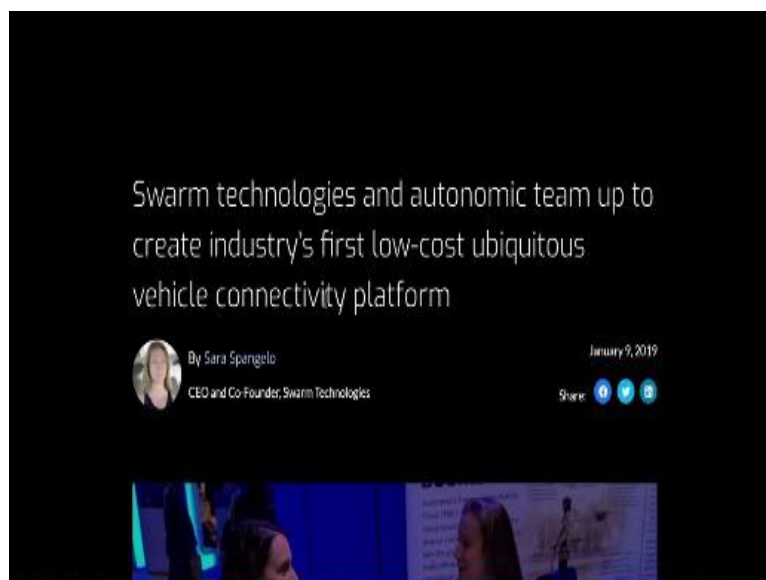 Swarm technologies and autonomic team up to
create industry's first low-cost ubiquitous
vehicle connectivity platform
By Sara Spangelo
January 9, 2019
CEO and Co-Founder, Swarm Technologies
Share: